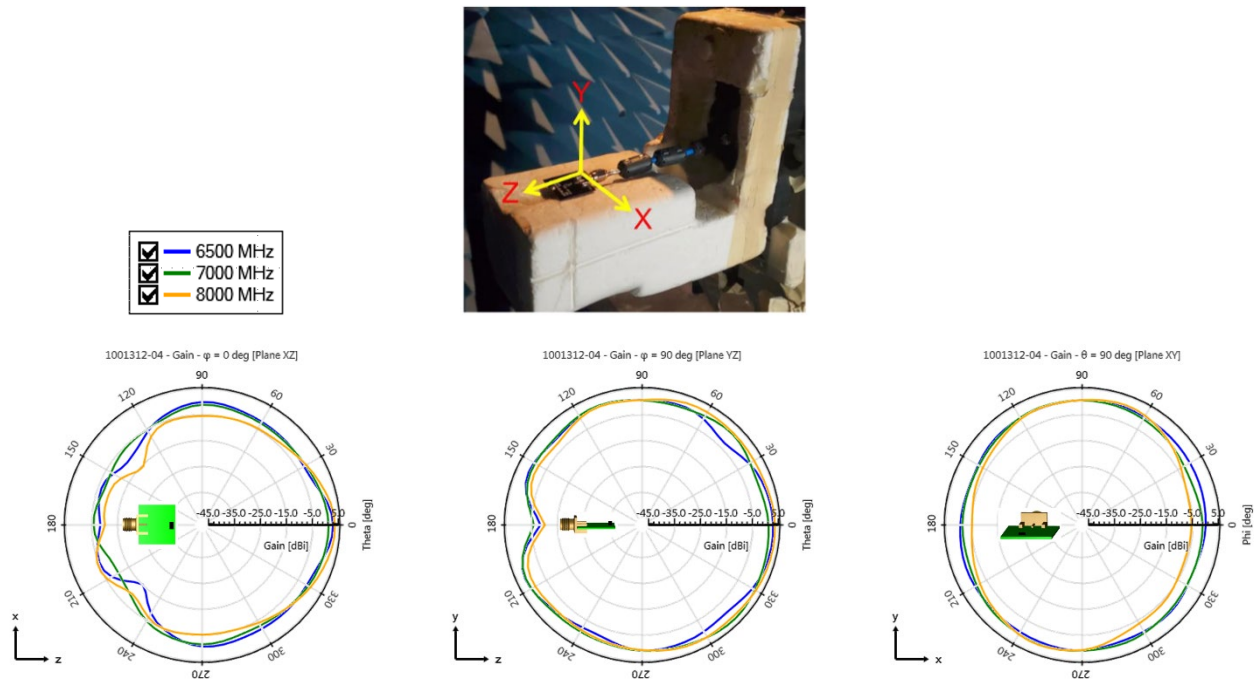 Y
Z
X
6500 MHz
7000 MHz
8000 MHz
1001312-04 - Gain - φ = 0 deg [Plane XZ]
90
120
60
150
30
180
-45.0 -35.0 -25.0 -15.0 -5.0 5.0
0
Gain [dBi]
Theta [deg]
210
330
240
300
270
x
z
1001312-04 - Gain - φ = 90 deg [Plane YZ]
90
120
60
150
30
180
-45.0 -35.0 -25.0 -15.0 -5.0 5.0
0
Gain [dBi]
Theta [deg]
210
330
240
300
270
y
z
1001312-04 - Gain - θ = 90 deg [Plane XY]
90
120
60
150
30
180
-45.0 -35.0 -25.0 -15.0 -5.0 5.0
0
Gain [dBi]
Phi [deg]
210
330
240
300
270
y
x